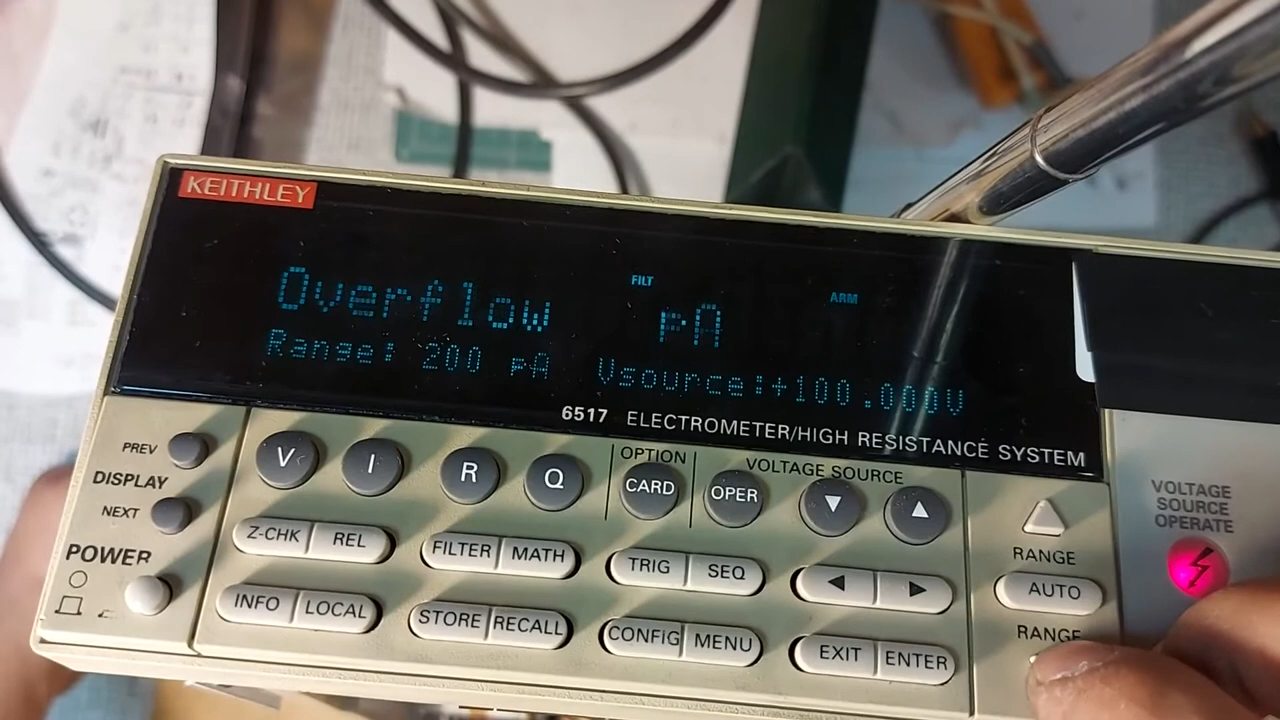 KEITHLEY
FILT
ARM
Overflow pA
Range: 200 pA Vsource:+100.000V
6517 ELECTROMETER/HIGH RESISTANCE SYSTEM
PREV
DISPLAY
NEXT
POWER
V
I
R
Q
OPTION
CARD
VOLTAGE SOURCE
OPER
Z-CHK
REL
FILTER
MATH
TRIG
SEQ
INFO
LOCAL
STORE
RECALL
CONFIG
MENU
EXIT
ENTER
RANGE
AUTO
RANGE
VOLTAGE
SOURCE
OPERATE